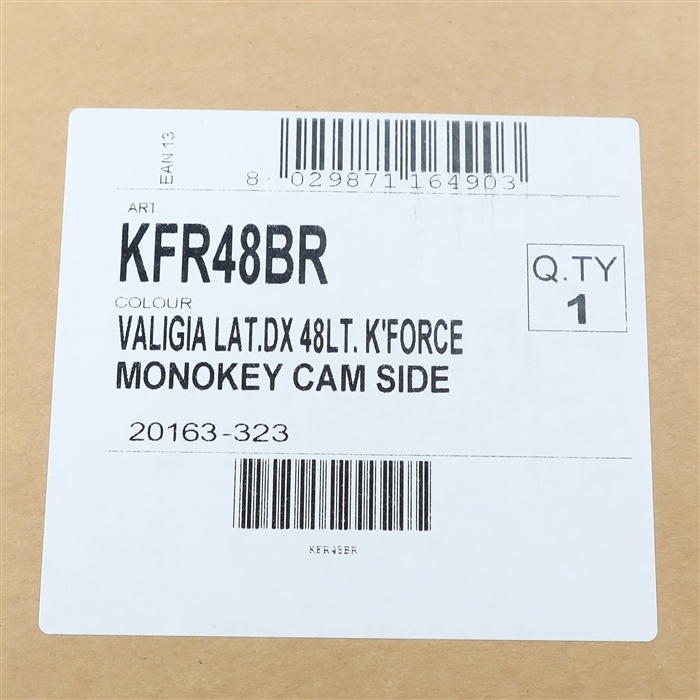 EAN 13
8 029871 164903
ART.
KFR48BR
Q.TY
1
COLOUR
VALIGIA LAT.DX 48LT. K'FORCE
MONOKEY CAM SIDE
20163-323
KFR48BR